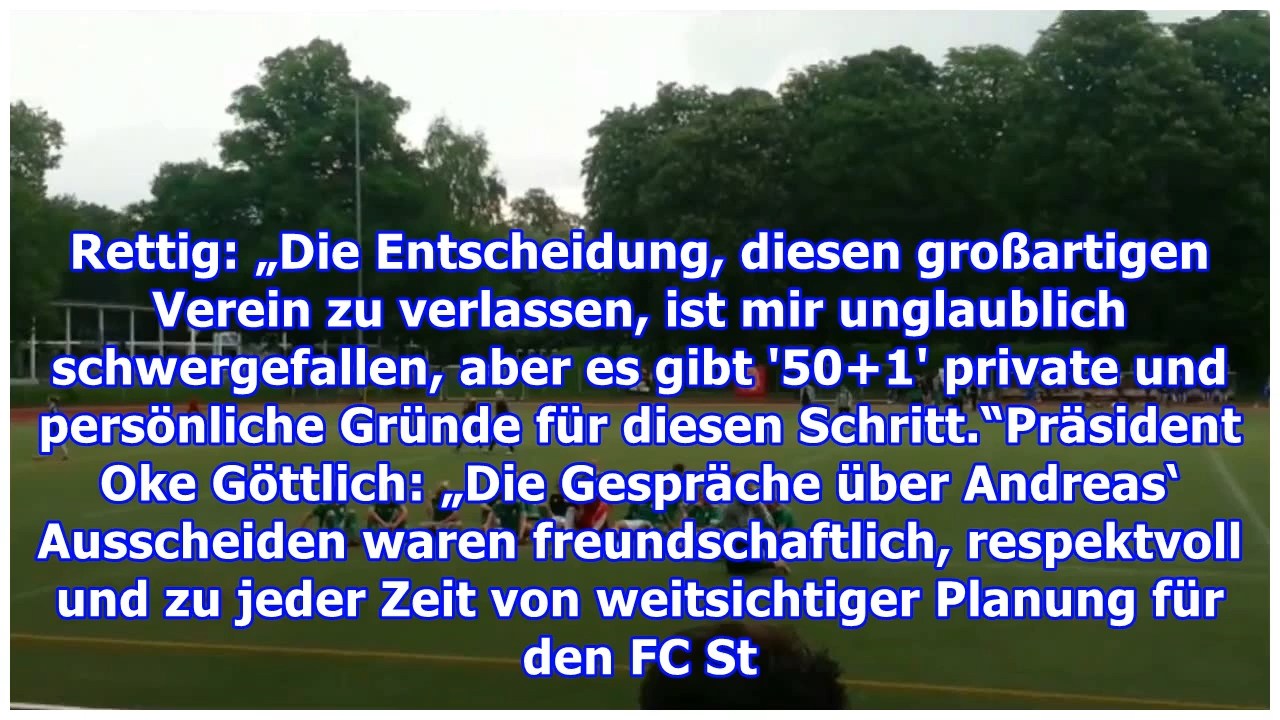 Rettig: „Die Entscheidung, diesen großartigen
Verein zu verlassen, ist mir unglaublich
schwergefallen, aber es gibt '50+1' private und
persönliche Gründe für diesen Schritt.“Präsident
Oke Göttlich: „Die Gespräche über Andreas‘
Ausscheiden waren freundschaftlich, respektvoll
und zu jeder Zeit von weitsichtiger Planung für
den FC St